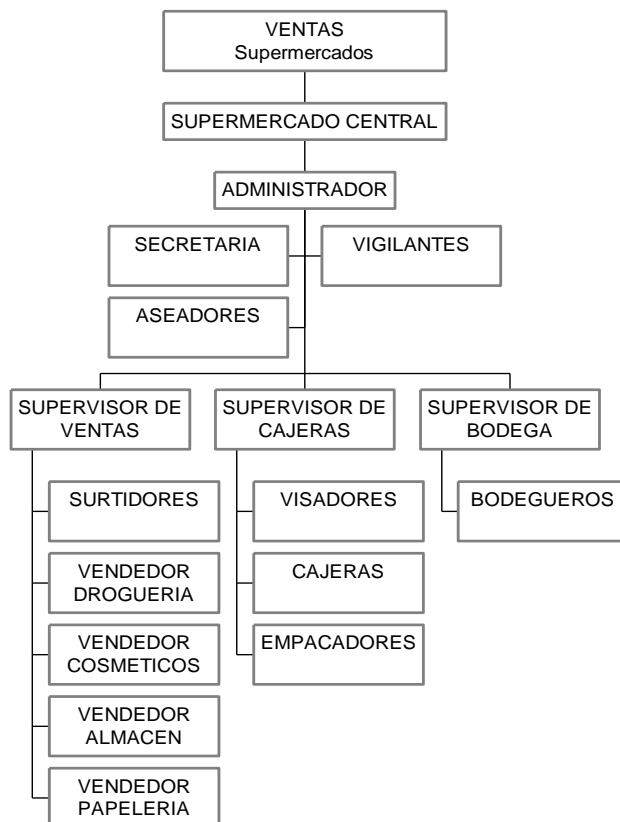 VENTAS
Supermercados
SUPERMERCADO CENTRAL
ADMINISTRADOR
SECRETARIA
VIGILANTES
ASEADORES
SUPERVISOR DE
VENTAS
SUPERVISOR DE
CAJERAS
SUPERVISOR DE
BODEGA
SURTIDORES
VISADORES
BODEGUEROS
VENDEDOR
DROGUERIA
CAJERAS
VENDEDOR
COSMETICOS
EMPACADORES
VENDEDOR
ALMACEN
VENDEDOR
PAPELERIA